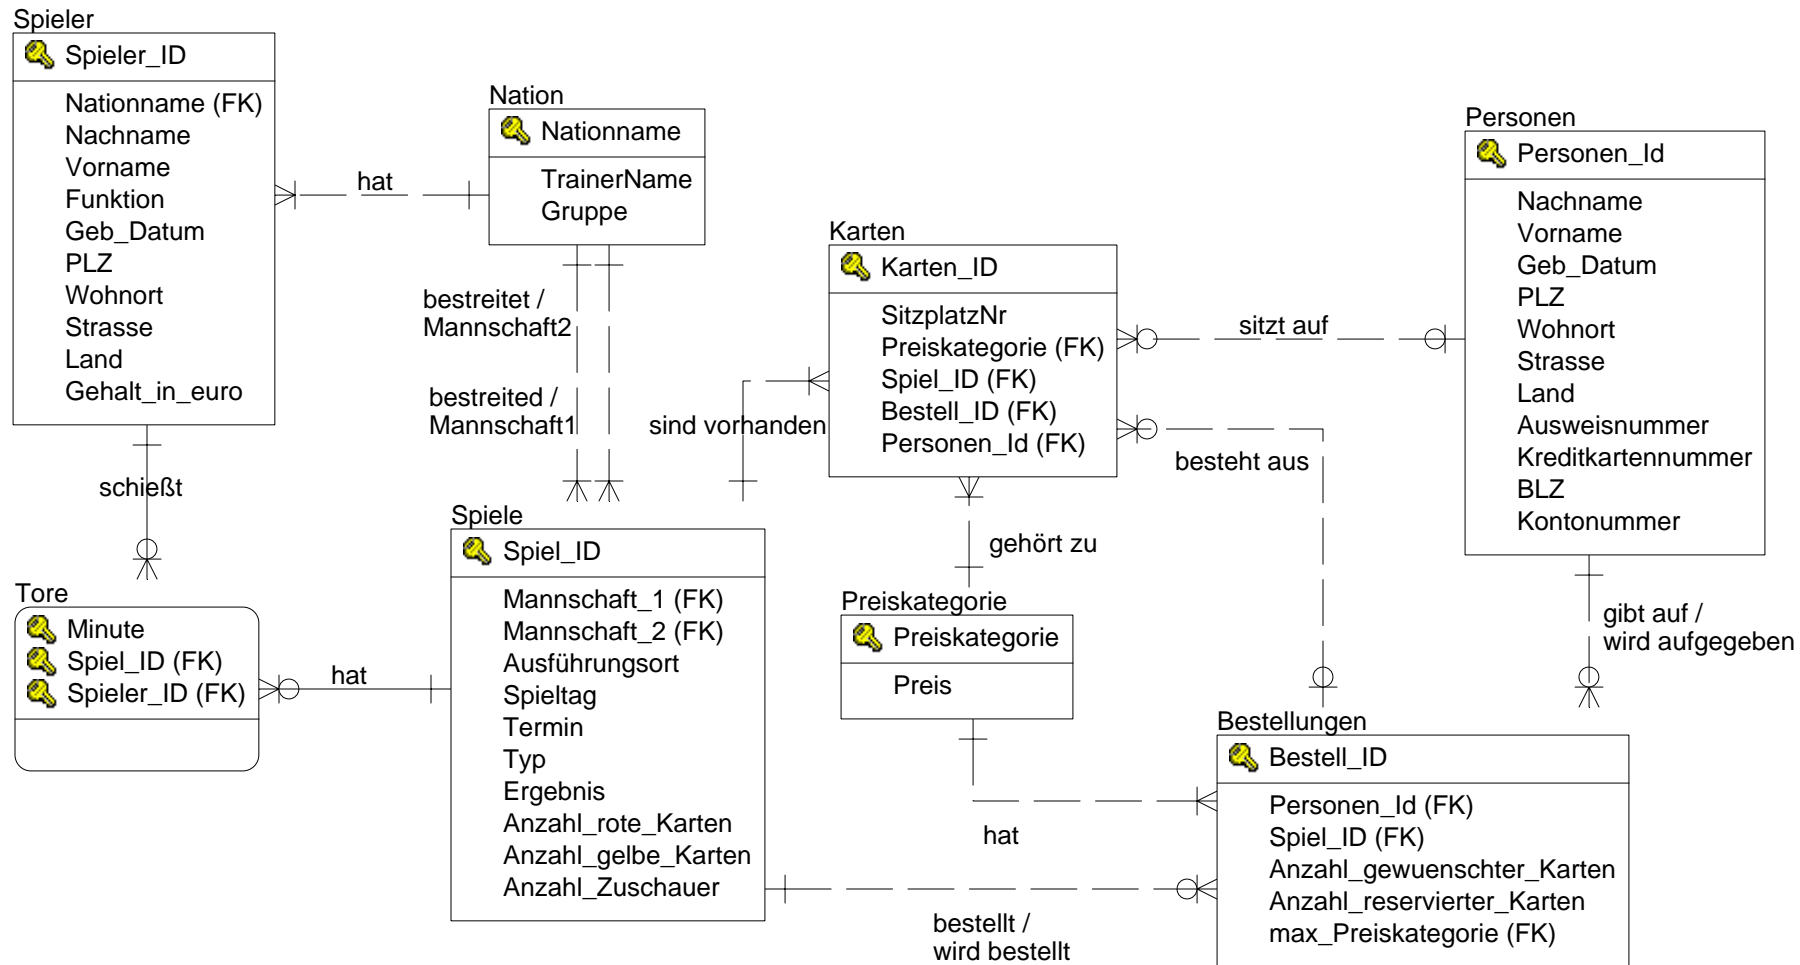 Spieler
Spieler_ID
Nationname (FK)
Nachname
Vorname
Funktion
Geb_Datum
PLZ
Wohnort
Strasse
Land
Gehalt_in_euro
hat
Nation
Nationname
TrainerName
Gruppe
bestreitet /
Mannschaft2
bestreited /
Mannschaft1
schießt
Tore
Minute
Spiel_ID (FK)
Spieler_ID (FK)
hat
Spiele
Spiel_ID
Mannschaft_1 (FK)
Mannschaft_2 (FK)
Ausführungsort
Spieltag
Termin
Typ
Ergebnis
Anzahl_rote_Karten
Anzahl_gelbe_Karten
Anzahl_Zuschauer
sind vorhanden
Karten
Karten_ID
SitzplatzNr
Preiskategorie (FK)
Spiel_ID (FK)
Bestell_ID (FK)
Personen_Id (FK)
sitzt auf
besteht aus
gehört zu
Preiskategorie
Preiskategorie
Preis
hat
bestellt /
wird bestellt
Personen
Personen_Id
Nachname
Vorname
Geb_Datum
PLZ
Wohnort
Strasse
Land
Ausweisnummer
Kreditkartennummer
BLZ
Kontonummer
gibt auf /
wird aufgegeben
Bestellungen
Bestell_ID
Personen_Id (FK)
Spiel_ID (FK)
Anzahl_gewuenschter_Karten
Anzahl_reservierter_Karten
max_Preiskategorie (FK)